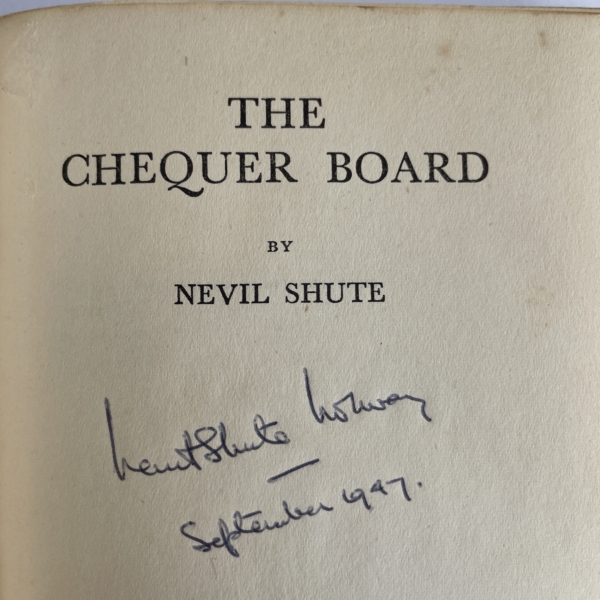 THE
CHEQUER BOARD
BY
NEVIL SHUTE
Nevil Shute Norway
September 1947.